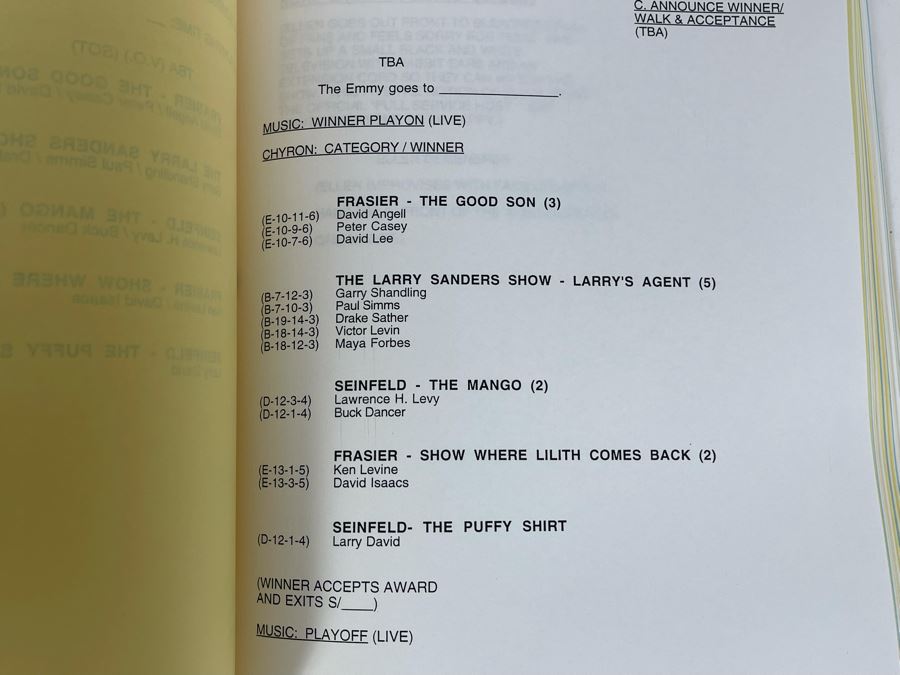 C. ANNOUNCE WINNER/
WALK & ACCEPTANCE
(TBA)
TBA
The Emmy goes to _______________.
MUSIC: WINNER PLAYON (LIVE)
CHYRON: CATEGORY / WINNER
FRASIER - THE GOOD SON (3)
(E-10-11-6) David Angell
(E-10-9-6) Peter Casey
(E-10-7-6) David Lee
THE LARRY SANDERS SHOW - LARRY'S AGENT (5)
(B-7-12-3) Garry Shandling
(B-7-10-3) Paul Simms
(B-19-14-3) Drake Sather
(B-18-14-3) Victor Levin
(B-18-12-3) Maya Forbes
SEINFELD - THE MANGO (2)
(D-12-3-4) Lawrence H. Levy
(D-12-1-4) Buck Dancer
FRASIER - SHOW WHERE LILITH COMES BACK (2)
(E-13-1-5) Ken Levine
(E-13-3-5) David Isaacs
SEINFELD- THE PUFFY SHIRT
(D-12-1-4) Larry David
(WINNER ACCEPTS AWARD
AND EXITS S/____)
MUSIC: PLAYOFF (LIVE)